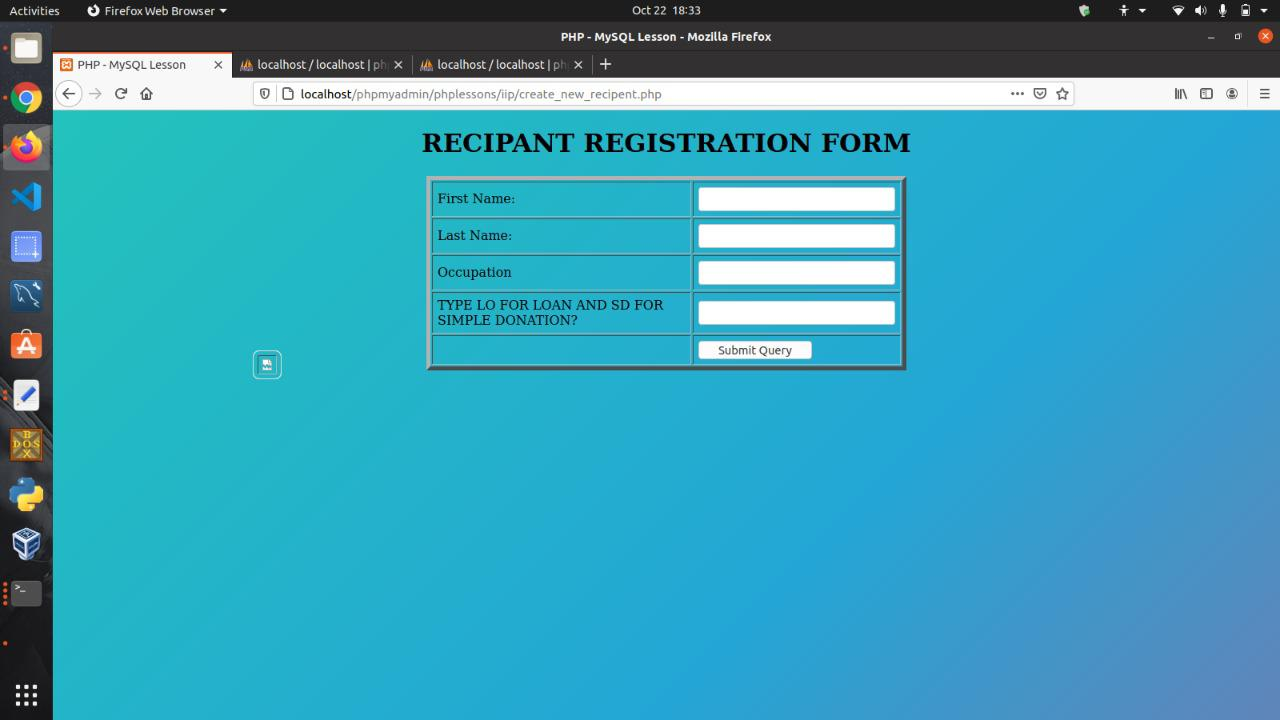 Activities
Firefox Web Browser
Oct 22 18:33
PHP - MySQL Lesson - Mozilla Firefox
PHP - MySQL Lesson
localhost / localhost | ph
localhost / localhost | ph
localhost/phpmyadmin/phplessons/iip/create_new_recipent.php
RECIPANT REGISTRATION FORM
First Name:
Last Name:
Occupation
TYPE LO FOR LOAN AND SD FOR
SIMPLE DONATION?
Submit Query